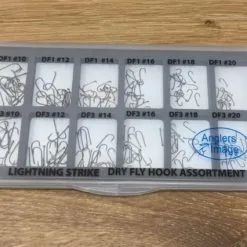 DF1 #10 DF1 #12 DF1 #14 DF1 #16 DF1 #18 DF1 #20
DF3 #12 DF3 #14 DF3 #16 DF3 #18 DF3 #20
LIGHTNING STRIKE DRY FLY HOOK ASSORTMENT
Anglers
Image